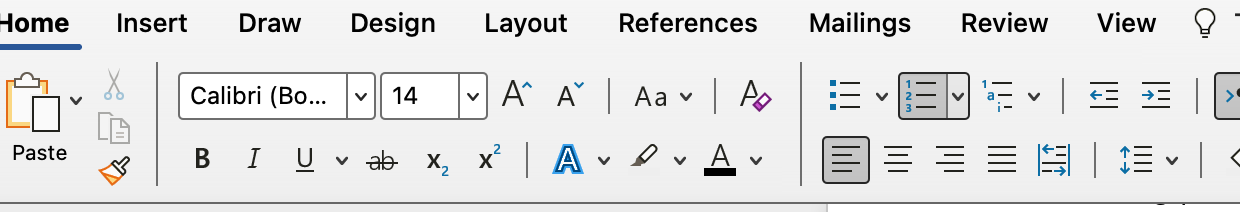 Home Insert Draw Design Layout References Mailings Review View
Calibri (Bo... 14 A A Aa A
Paste B I U ab x2 x2 A A